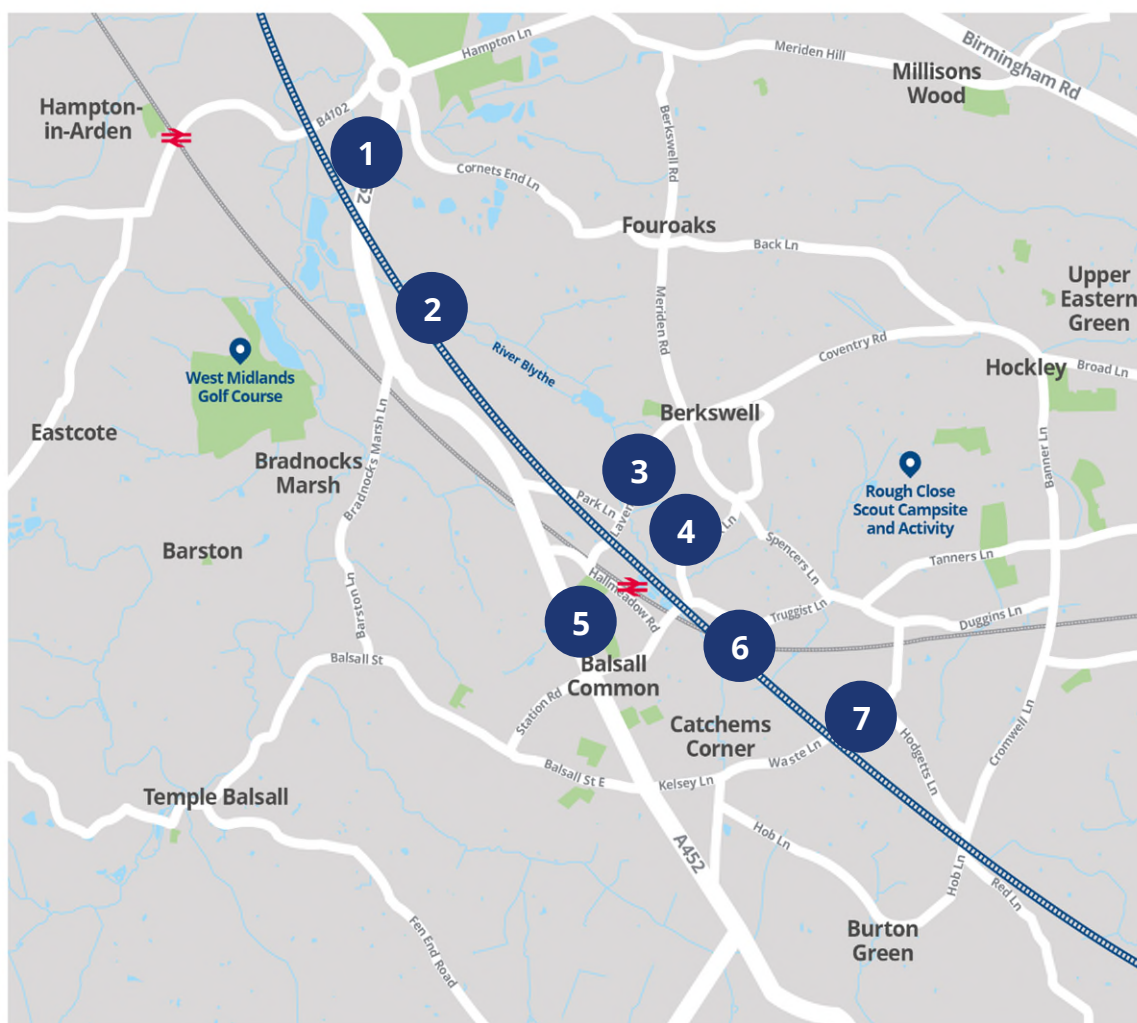 Hampton Ln
Meriden Hill
Birmingham Rd
Millisons
Wood
Hampton-
in-Arden
B4102
1
Berkswell Rd
Cornets End Ln
52
Fouroaks
Back Ln
Upper
Eastern
Green
2
Meriden Rd
River Blythe
Coventry Rd
West Midlands
Golf Course
Hockley
Broad Ln
Eastcote
Bradnocks Marsh Ln
Berkswell
Bradnocks
Marsh
3
Banner Ln
Rough Close
Scout Campsite
and Activity
Park Ln
Laver
4
Ln
Barston
Spencers Ln
Tanners Ln
Barston Ln
Hallmeadow Rd
5
Truggist Ln
Duggins Ln
6
Balsall St
Balsall
Common
Station Rd
7
Catchems
Corner
Hodgetts Ln
Cromwell Ln
Waste Ln
Balsall St E
Kelsey Ln
Temple Balsall
Hob Ln
A452
Hob Ln
Red Ln
Burton
Green
Fen End Road